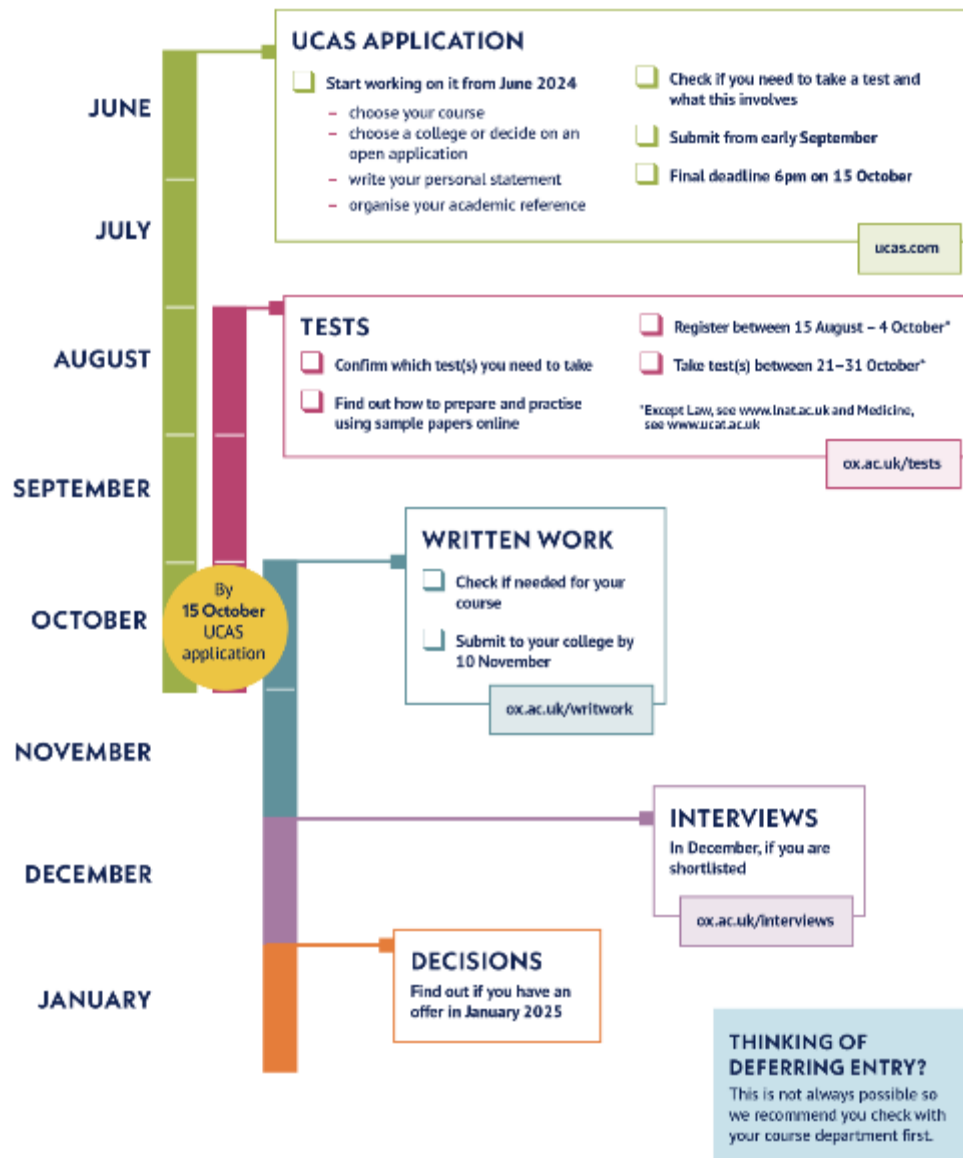 UCAS APPLICATION
Start working on it from June 2024
– choose your course
– choose a college or decide on an
open application
– write your personal statement
– organise your academic reference
Check if you need to take a test and
what this involves
Submit from early September
Final deadline 6pm on 15 October
ucas.com
JUNE
JULY
AUGUST
SEPTEMBER
OCTOBER
NOVEMBER
DECEMBER
JANUARY
TESTS
Confirm which test(s) you need to take
Find out how to prepare and practise
using sample papers online
Register between 15 August – 4 October*
Take test(s) between 21–31 October*
*Except Law, see www.lnat.ac.uk and Medicine,
see www.ucat.ac.uk
ox.ac.uk/tests
By
15 October
UCAS
application
WRITTEN WORK
Check if needed for your
course
Submit to your college by
10 November
ox.ac.uk/writwork
INTERVIEWS
In December, if you are
shortlisted
ox.ac.uk/interviews
DECISIONS
Find out if you have an
offer in January 2025
THINKING OF
DEFERRING ENTRY?
This is not always possible so
we recommend you check with
your course department first.